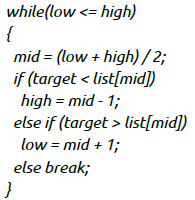 while(low <= high)
{
mid = (low + high) / 2;
if (target < list[mid])
high = mid - 1;
else if (target > list[mid])
low = mid + 1;
else break;
}